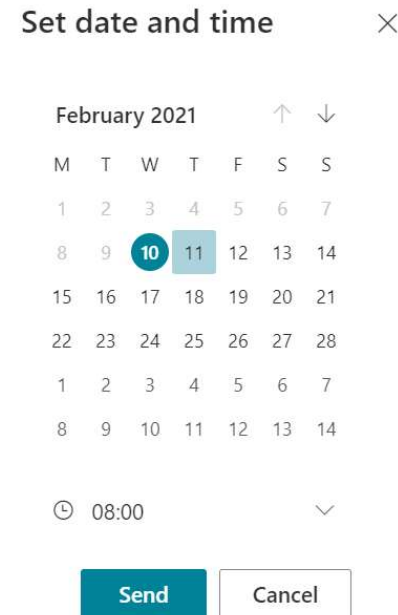 Set date and time
February 2021
M T W T F S S
1 2 3 4 5 6 7
8 9 10 11 12 13 14
15 16 17 18 19 20 21
22 23 24 25 26 27 28
1 2 3 4 5 6 7
8 9 10 11 12 13 14
08:00
Send Cancel